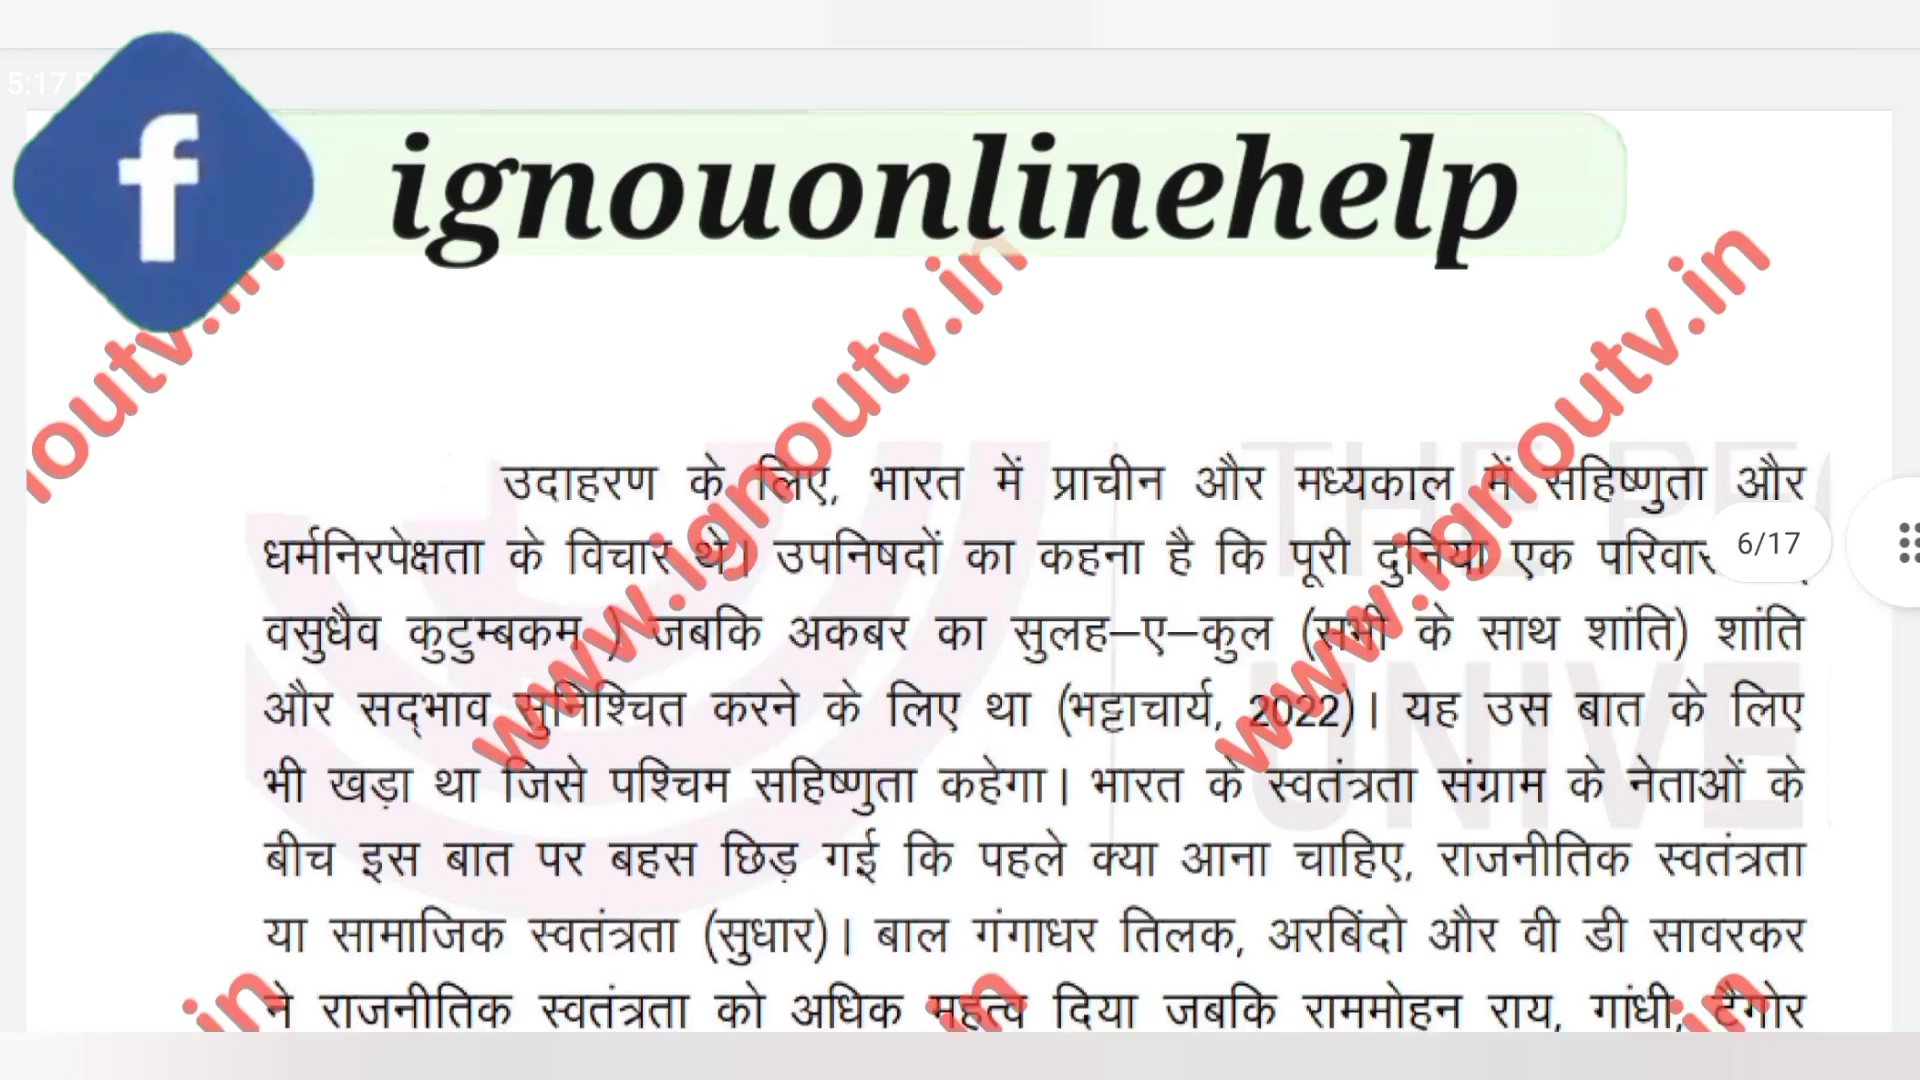 5:17
ignouonlinehelp
www.ignoutv.in
www.ignoutv.in
उदाहरण के लिए, भारत में प्राचीन और मध्यकाल में सहिष्णुता और
धर्मनिरपेक्षता के विचार थे। उपनिषदों का कहना है कि पूरी दुनिया एक परिवार
6/17
वसुधैव कुटुम्बकम ) जबकि अकबर का सुलह–ए–कुल (सभी के साथ शांति) शांति
और सद्भाव सुनिश्चित करने के लिए था (भट्टाचार्य, 2022)। यह उस बात के लिए
भी खड़ा था जिसे पश्चिम सहिष्णुता कहेगा। भारत के स्वतंत्रता संग्राम के नेताओं के
बीच इस बात पर बहस छिड़ गई कि पहले क्या आना चाहिए, राजनीतिक स्वतंत्रता
या सामाजिक स्वतंत्रता (सुधार)। बाल गंगाधर तिलक, अरबिंदो और वी डी सावरकर
ने राजनीतिक स्वतंत्रता को अधिक महत्व दिया जबकि राममोहन राय, गांधी, टैगोर